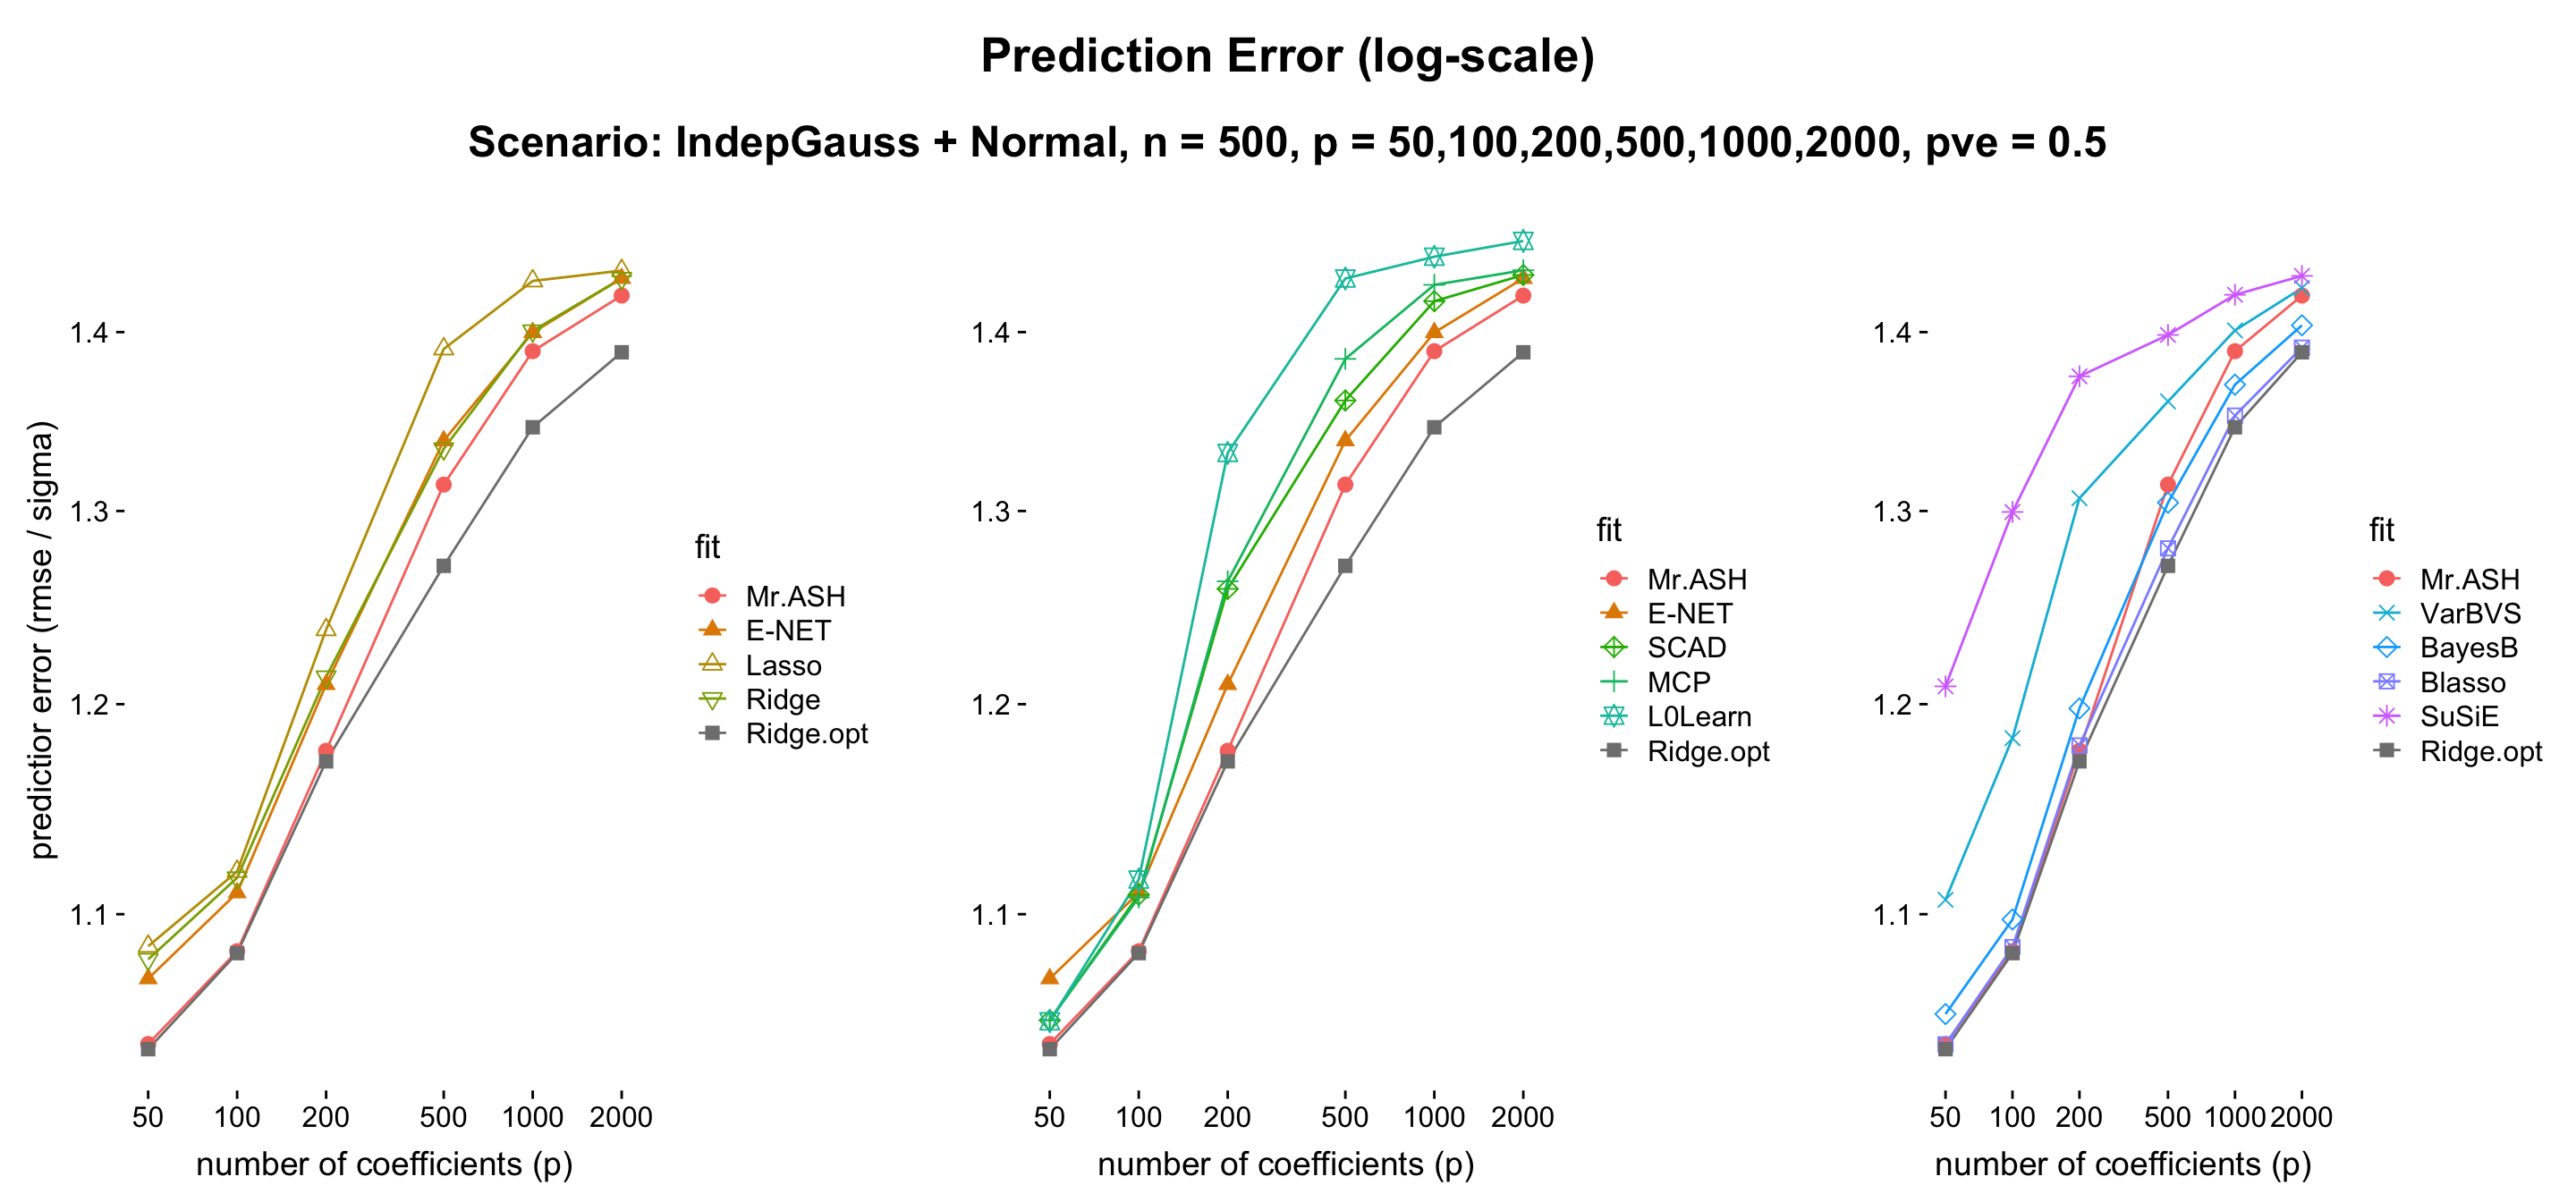 Prediction Error (log-scale)
Scenario: IndepGauss + Normal, n = 500, p = 50,100,200,500,1000,2000, pve = 0.5
predictior error (rmse / sigma)
1.4
1.3
1.2
1.1
50 100 200 500 1000 2000
number of coefficients (p)
fit
Mr.ASH
E-NET
Lasso
Ridge
Ridge.opt
1.4
1.3
1.2
1.1
50 100 200 500 1000 2000
number of coefficients (p)
fit
Mr.ASH
E-NET
SCAD
MCP
L0Learn
Ridge.opt
1.4
1.3
1.2
1.1
50 100 200 500 1000 2000
number of coefficients (p)
fit
Mr.ASH
VarBVS
BayesB
Blasso
SuSiE
Ridge.opt